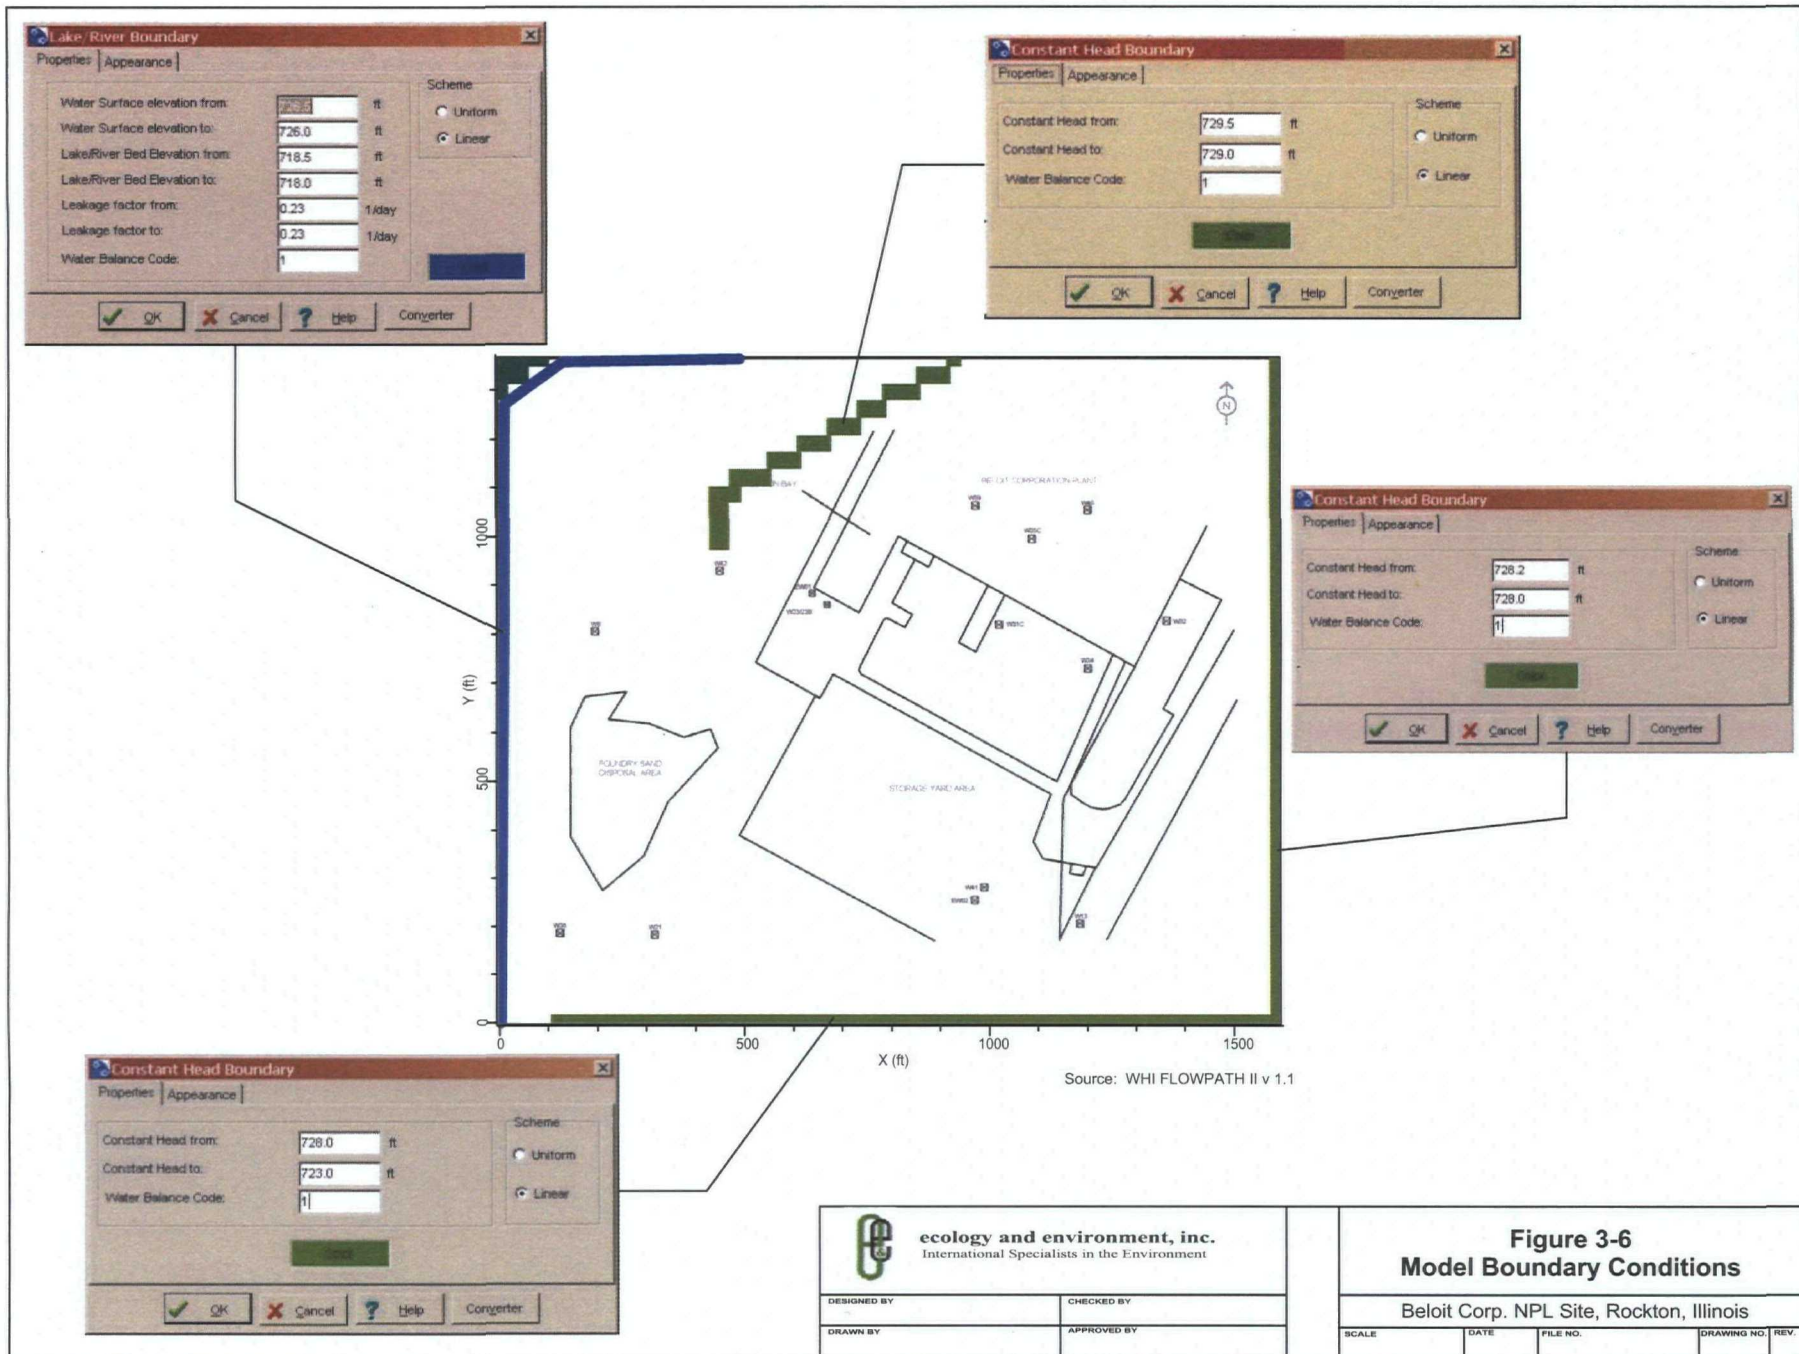 Lake/River Boundary
Properties Appearance
Water Surface elevation from: 726.5 ft
Water Surface elevation to: 726.0 ft
Lake/River Bed Elevation from: 718.5 ft
Lake/River Bed Elevation to: 718.0 ft
Leakage factor from: 0.23 1/day
Leakage factor to: 0.23 1/day
Water Balance Code: 1
Scheme
Uniform
Linear
OK Cancel Help Converter
Constant Head Boundary
Properties Appearance
Constant Head from: 729.5 ft
Constant Head to: 729.0 ft
Water Balance Code: 1
Scheme
Uniform
Linear
OK Cancel Help Converter
Constant Head Boundary
Properties Appearance
Constant Head from: 728.2 ft
Constant Head to: 728.0 ft
Water Balance Code: 1
Scheme
Uniform
Linear
OK Cancel Help Converter
N
BELOIT CORPORATION PLANT
FOUNDRY SAND
DISPOSAL AREA
STORAGE YARD AREA
Y (ft)
1000
500
0
0 500 1000 1500
X (ft)
Source: WHI FLOWPATH II v 1.1
Constant Head Boundary
Properties Appearance
Constant Head from: 728.0 ft
Constant Head to: 723.0 ft
Water Balance Code: 1
Scheme
Uniform
Linear
OK Cancel Help Converter
ecology and environment, inc.
International Specialists in the Environment
DESIGNED BY
CHECKED BY
DRAWN BY
APPROVED BY
Figure 3-6
Model Boundary Conditions
Beloit Corp. NPL Site, Rockton, Illinois
SCALE
DATE
FILE NO.
DRAWING NO.
REV.